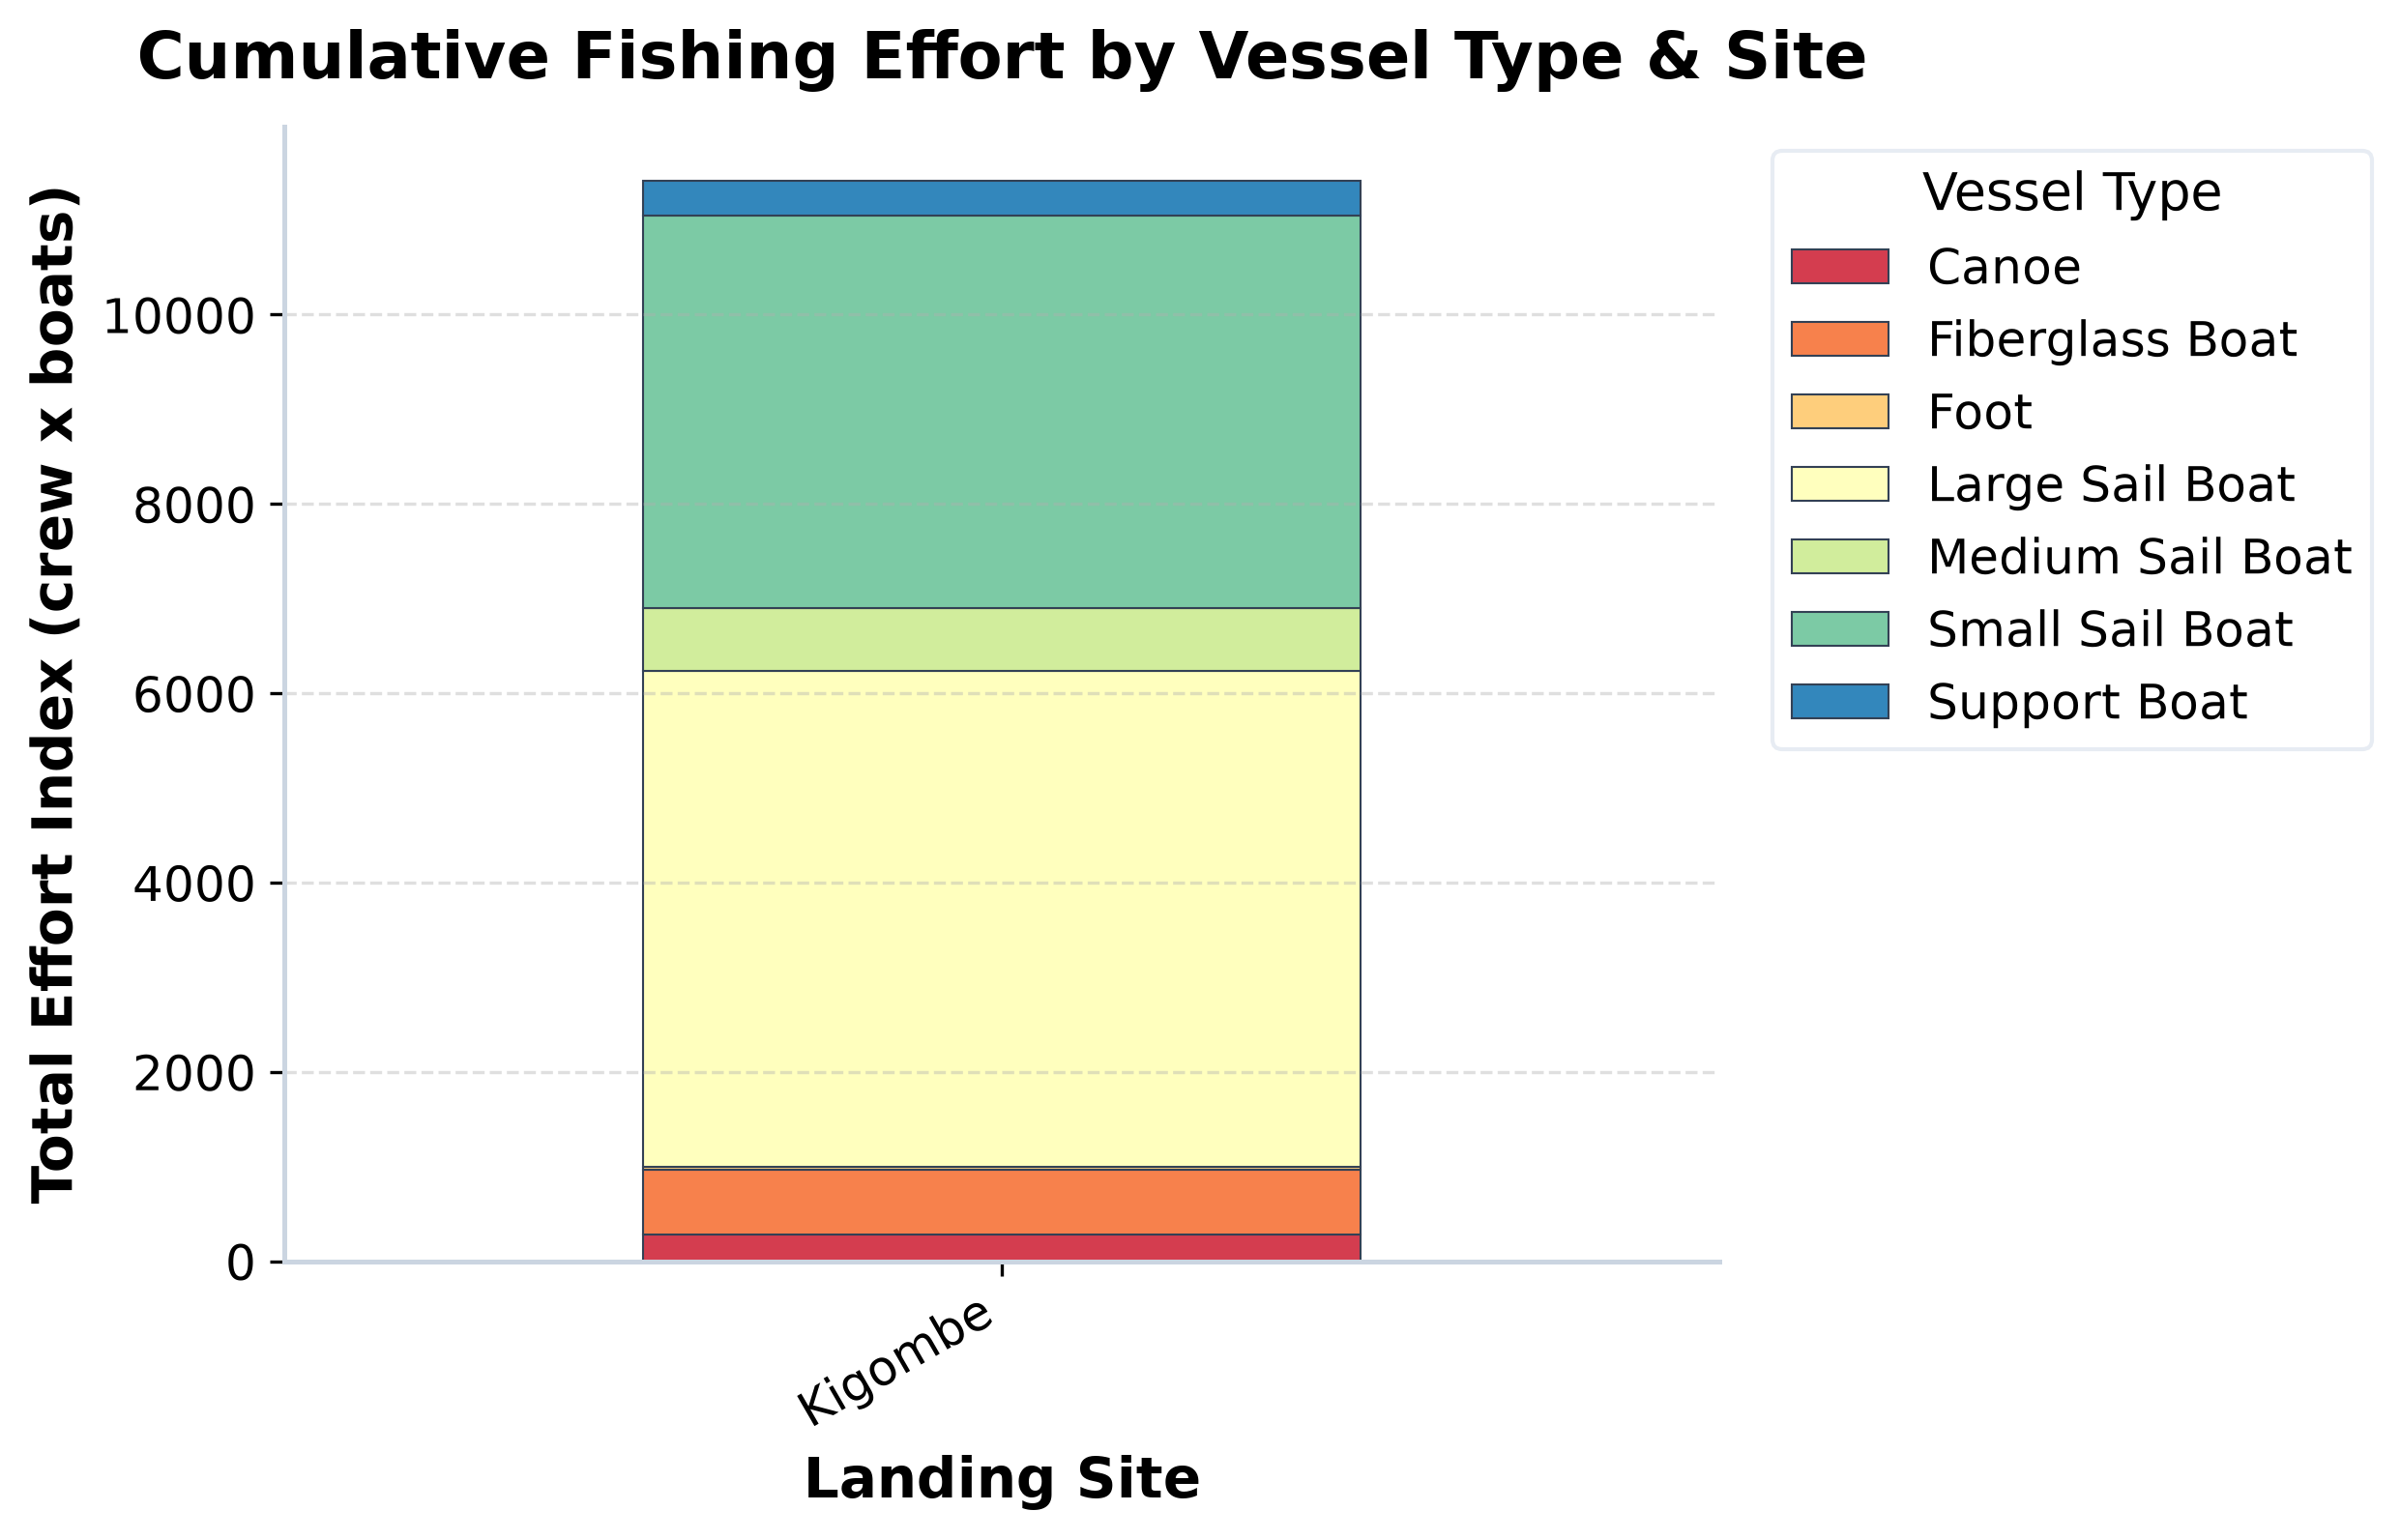 Cumulative Fishing Effort by Vessel Type & Site
Total Effort Index (crew x boats)
10000
8000
6000
4000
2000
0
Kigombe
Landing Site
Vessel Type
Canoe
Fiberglass Boat
Foot
Large Sail Boat
Medium Sail Boat
Small Sail Boat
Support Boat